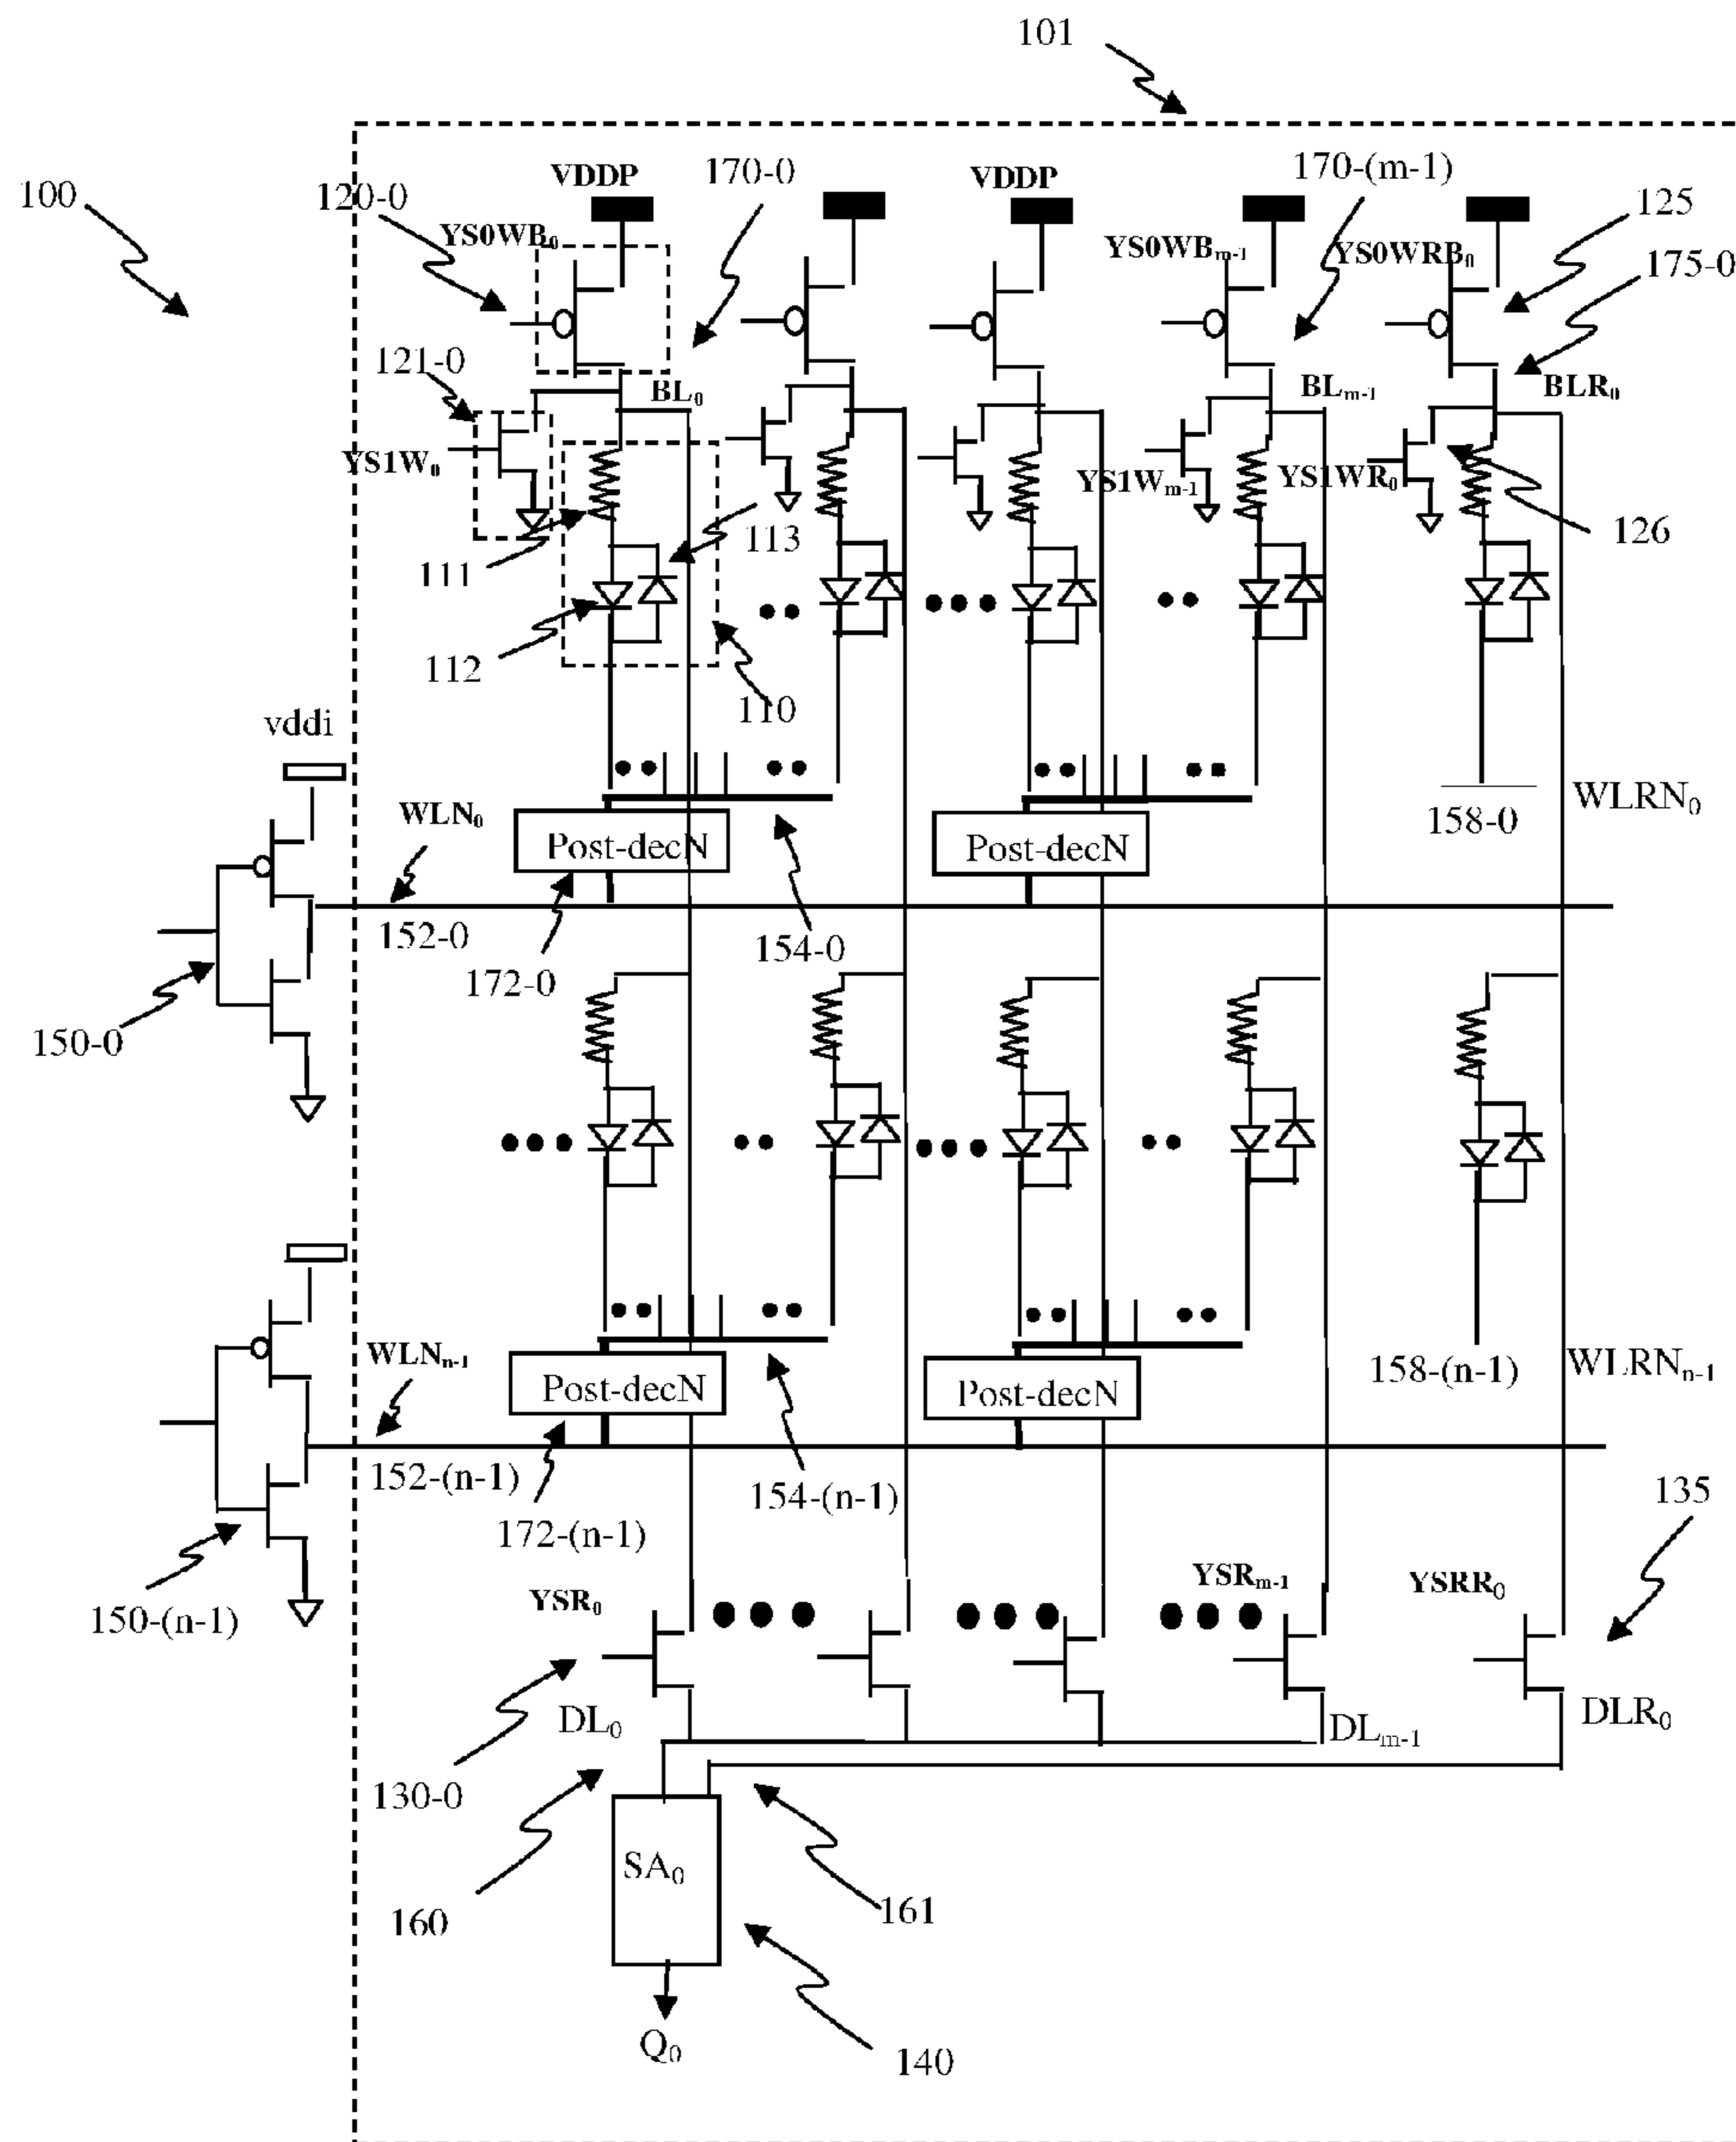 101
100
120-0
VDDP
170-0
VDDP
170-(m-1)
125
YS0WB₀
YS0WBₘ₋₁
YS0WRB₀
175-0
121-0
BL₀
BLₘ₋₁
BLR₀
YS1W₀
YS1Wₘ₋₁
YS1WR₀
111
113
126
112
110
vddi
WLN₀
158-0
WLRN₀
Post-decN
Post-decN
152-0
172-0
154-0
150-0
WLNₙ₋₁
158-(n-1)
WLRNₙ₋₁
Post-decN
Post-decN
152-(n-1)
172-(n-1)
154-(n-1)
135
150-(n-1)
YSR₀
YSRₘ₋₁
YSRR₀
DL₀
DLₘ₋₁
DLR₀
130-0
SA₀
160
161
Q₀
140